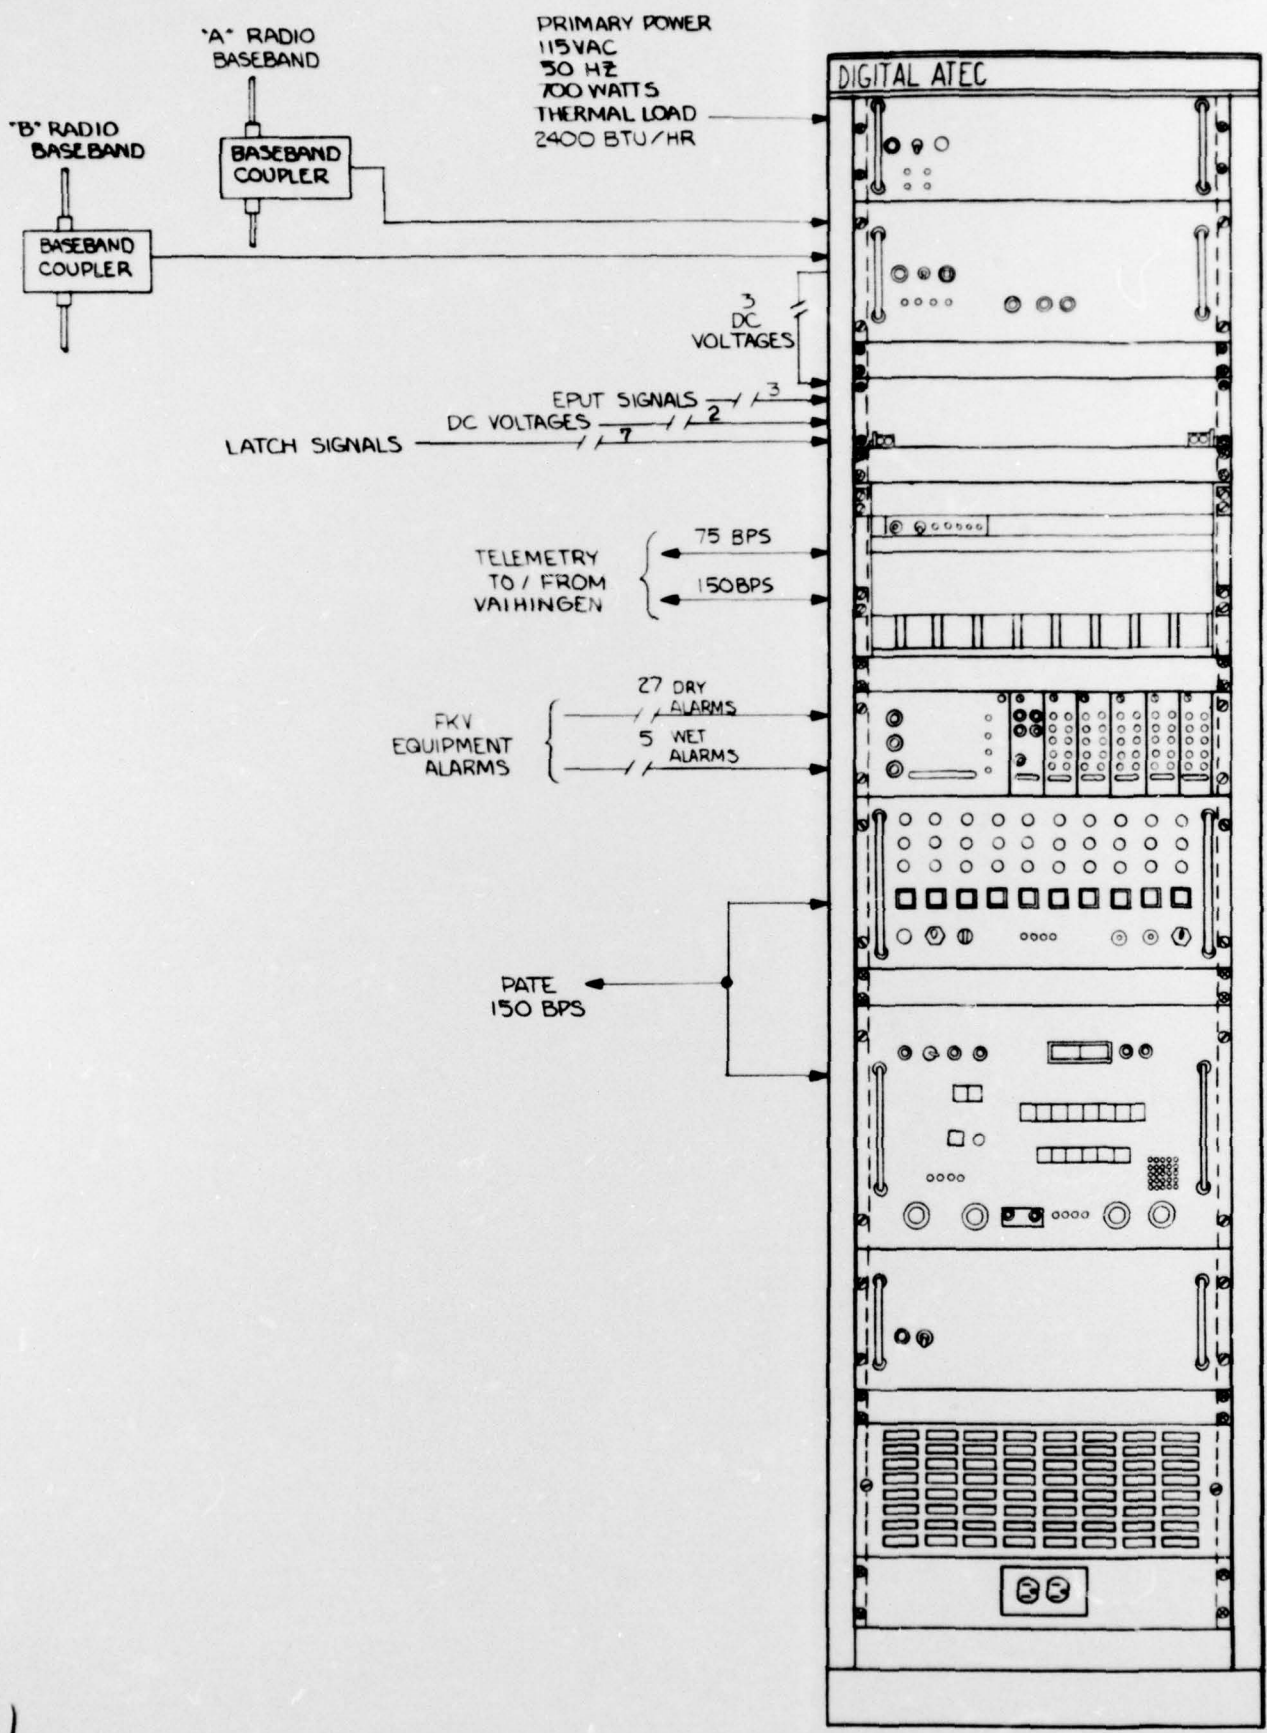 "A" RADIO
BASEBAND
PRIMARY POWER
115VAC
50 HZ
700 WATTS
THERMAL LOAD
2400 BTU/HR
DIGITAL ATEC
"B" RADIO
BASEBAND
BASEBAND
COUPLER
BASEBAND
COUPLER
3
DC
VOLTAGES
EPUT SIGNALS 3
DC VOLTAGES 2
LATCH SIGNALS 7
TELEMETRY
TO / FROM
VAIHINGEN
75 BPS
150BPS
FKV
EQUIPMENT
ALARMS
27 DRY
ALARMS
5 WET
ALARMS
PATE
150 BPS